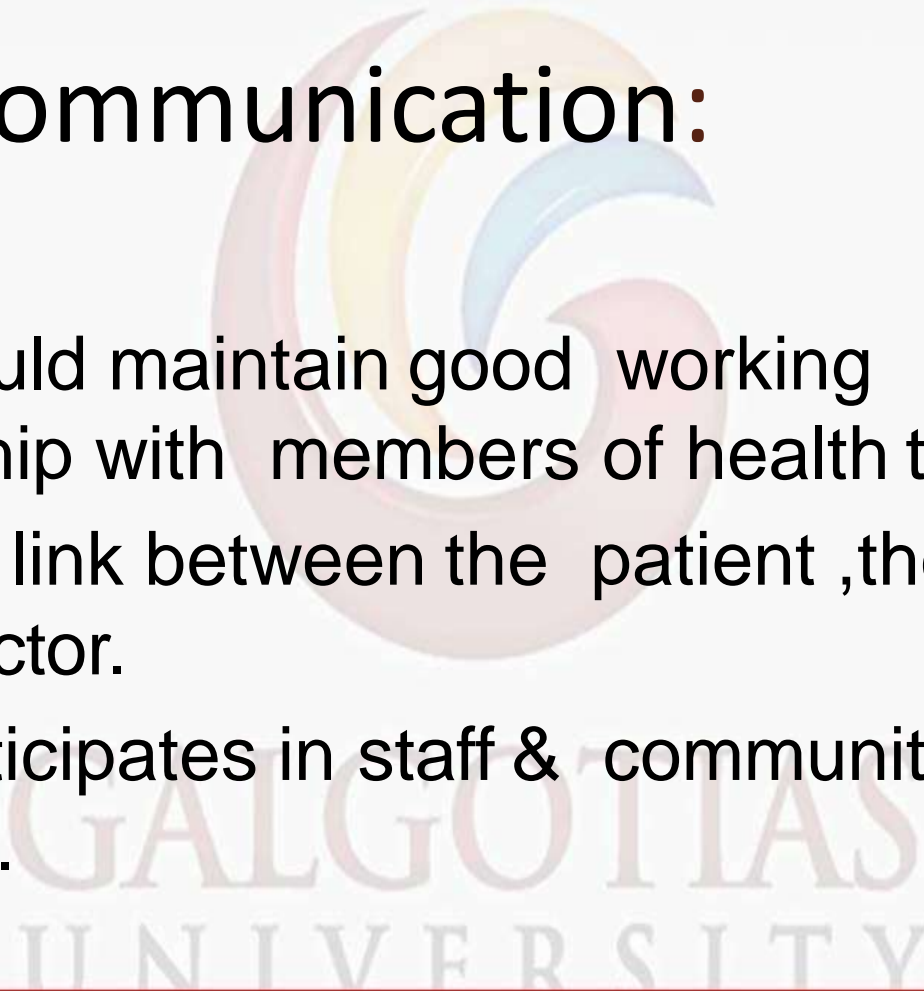 ommunication:
uld maintain good working
hip with members of health t
link between the patient ,the
ctor.
ticipates in staff & communit
.
GALGOTIAS
UNIVERSITY